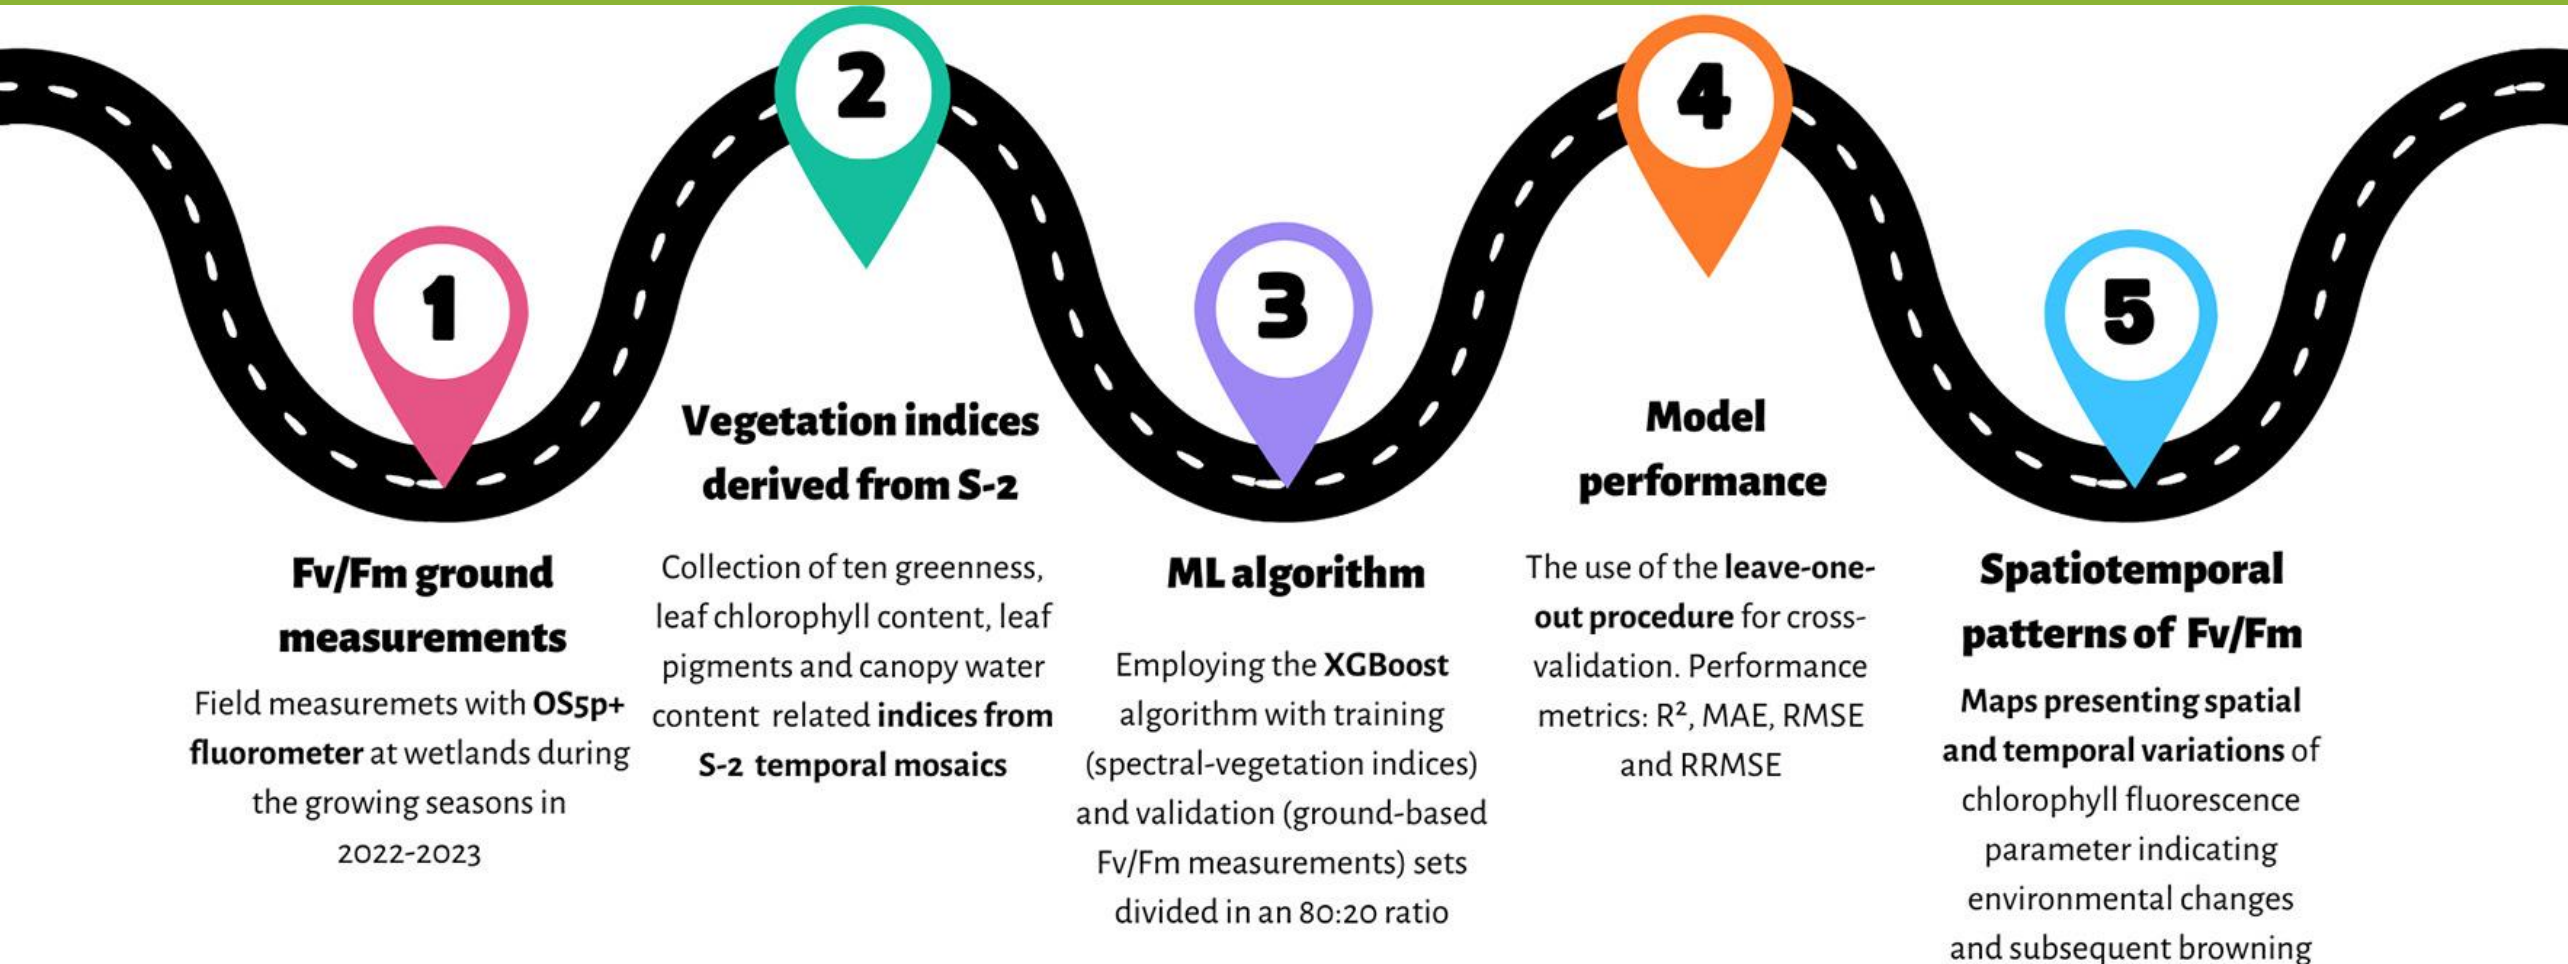 1
Fv/Fm ground
measurements
Field measuremets with OS5p+
fluorometer at wetlands during
the growing seasons in
2022-2023
2
Vegetation indices
derived from S-2
Collection of ten greenness,
leaf chlorophyll content, leaf
pigments and canopy water
content related indices from
S-2 temporal mosaics
3
ML algorithm
Employing the XGBoost
algorithm with training
(spectral-vegetation indices)
and validation (ground-based
Fv/Fm measurements) sets
divided in an 80:20 ratio
4
Model
performance
The use of the leave-one-
out procedure for cross-
validation. Performance
metrics: R², MAE, RMSE
and RRMSE
5
Spatiotemporal
patterns of Fv/Fm
Maps presenting spatial
and temporal variations of
chlorophyll fluorescence
parameter indicating
environmental changes
and subsequent browning